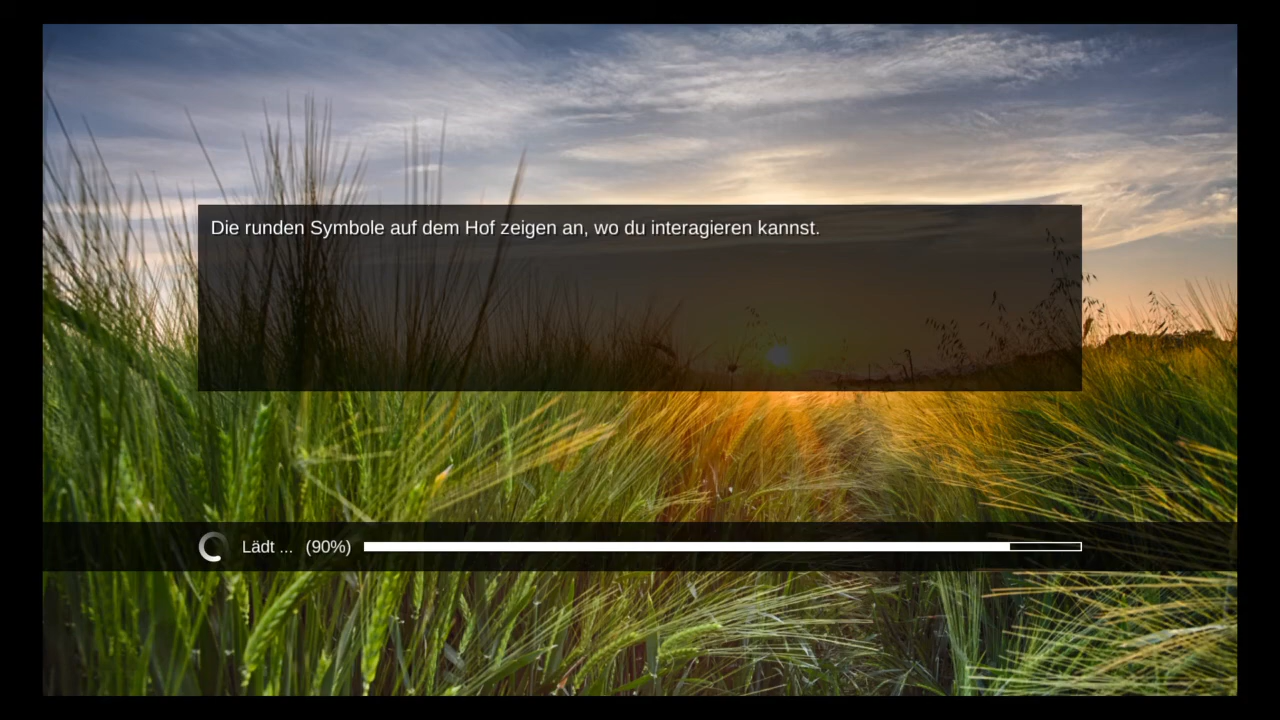 Die runden Symbole auf dem Hof zeigen an, wo du interagieren kannst.
Lädt ... (90%)